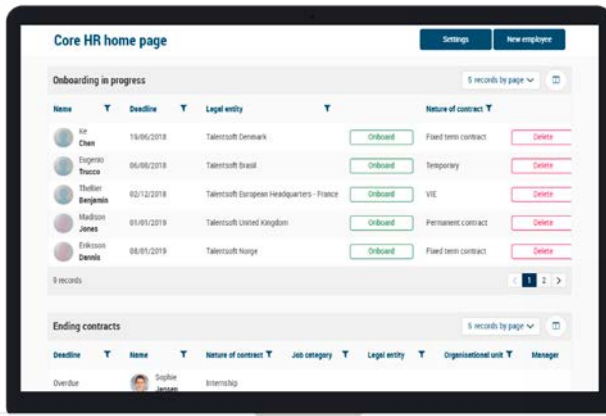 Core HR home page
Settings
New employee
Onboarding in progress
5 records by page
Name Deadline Legal entity Nature of contract
Ke
Chen
19/06/2018 Talentsoft Denmark Onboard Fixed term contract Delete
Eugenio
Trucco
06/08/2018 Talentsoft Brasil Onboard Temporary Delete
Thellier
Benjamin
02/12/2018 Talentsoft European Headquarters - France Onboard VIE Delete
Madison
Jones
01/01/2019 Talentsoft United Kingdom Onboard Permanent contract Delete
Eriksson
Dannis
08/01/2019 Talentsoft Norge Onboard Fixed term contract Delete
9 records
1 2
Ending contracts
5 records by page
Deadline Name Nature of contract Job category Legal entity Organisational unit Manager
Overdue
Sophie
Jansen
Internship